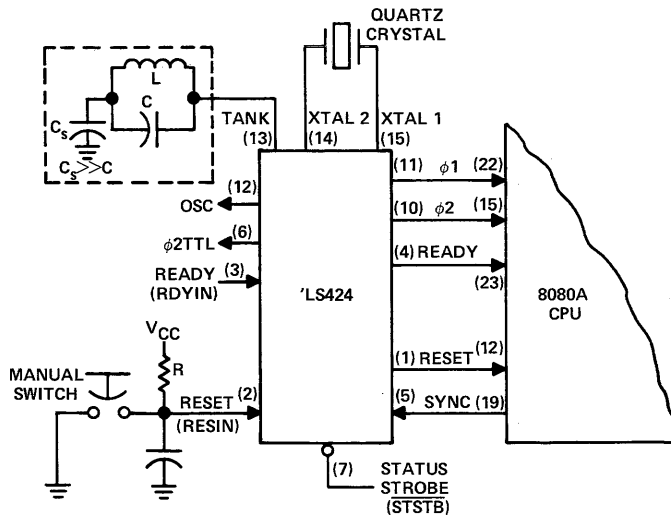 QUARTZ
CRYSTAL
L
C
Cs
Cs>>C
TANK
(13)
XTAL 2
(14)
XTAL 1
(15)
(12)
OSC
(6)
ϕ2TTL
READY (3)
(RDYIN)
'LS424
(11) ϕ1 (22)
(10) ϕ2 (15)
(4) READY
(23)
8080A
CPU
VCC
R
MANUAL
SWITCH
RESET (2)
(RESIN)
(1) RESET (12)
(5) SYNC (19)
(7) STATUS
STROBE
(STSTB)